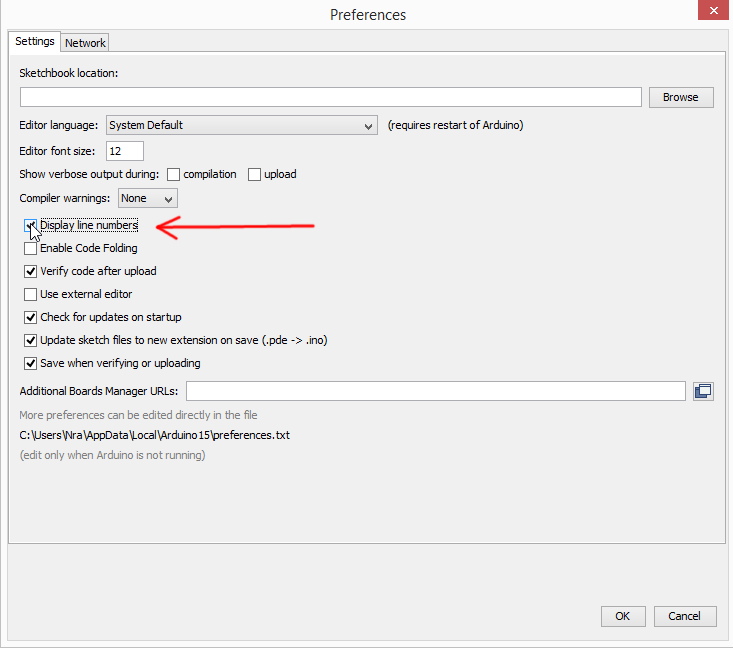 Preferences
Settings Network
Sketchbook location:
Browse
Editor language: System Default (requires restart of Arduino)
Editor font size: 12
Show verbose output during: compilation upload
Compiler warnings: None
Display line numbers
Enable Code Folding
Verify code after upload
Use external editor
Check for updates on startup
Update sketch files to new extension on save (.pde -> .ino)
Save when verifying or uploading
Additional Boards Manager URLs:
More preferences can be edited directly in the file
C:\Users\Nra\AppData\Local\Arduino15\preferences.txt
(edit only when Arduino is not running)
OK Cancel